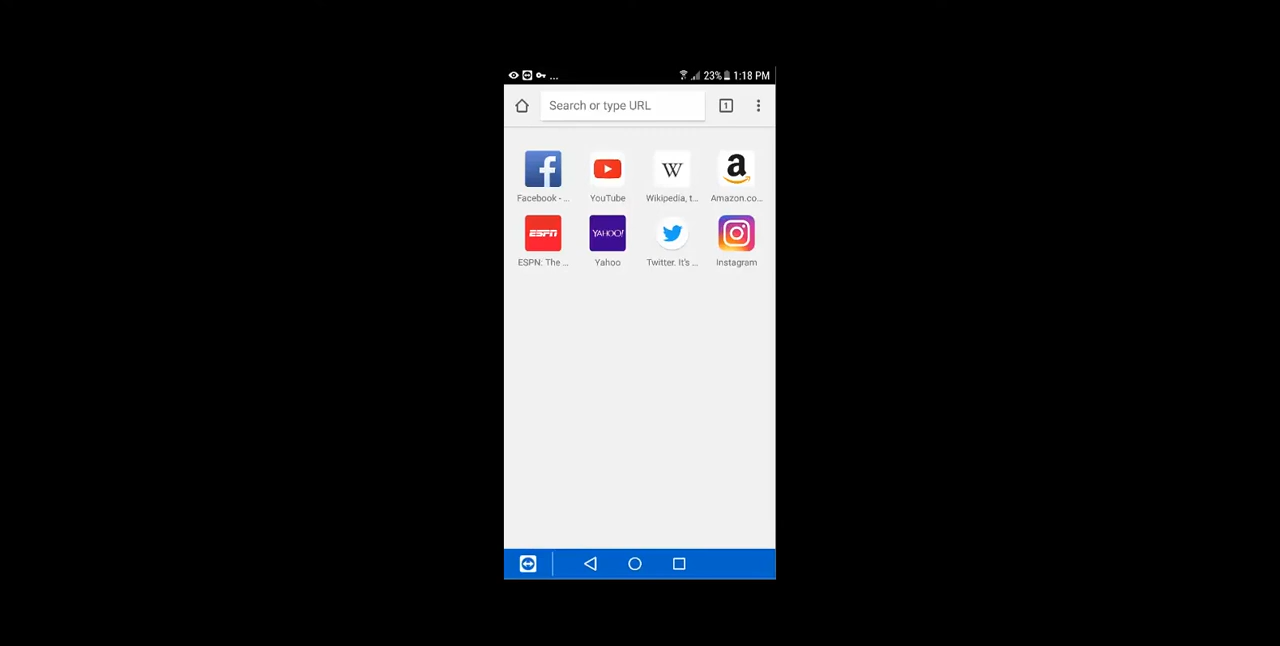 ... 23% 1:18 PM
Search or type URL 1
Facebook - ... YouTube Wikipedia, t... Amazon.co...
ESPN YAHOO!
ESPN: The ... Yahoo Twitter. It's ... Instagram